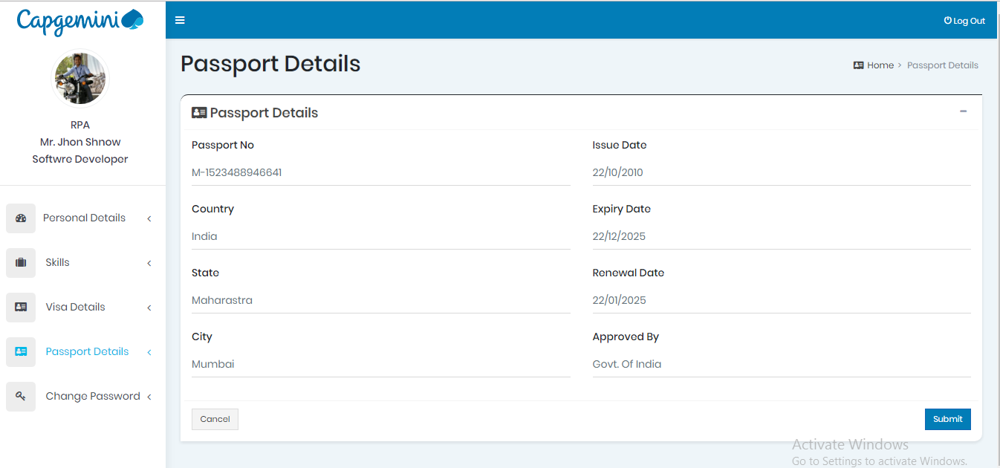 Capgemini
Log Out
RPA
Mr. Jhon Shnow
Softwre Developer
Personal Details
Skills
Visa Details
Passport Details
Change Password
Passport Details
Home > Passport Details
Passport Details
Passport No
M-1523488946641
Issue Date
22/10/2010
Country
India
Expiry Date
22/12/2025
State
Maharastra
Renewal Date
22/01/2025
City
Mumbai
Approved By
Govt. Of India
Cancel
Submit
Activate Windows
Go to Settings to activate Windows.